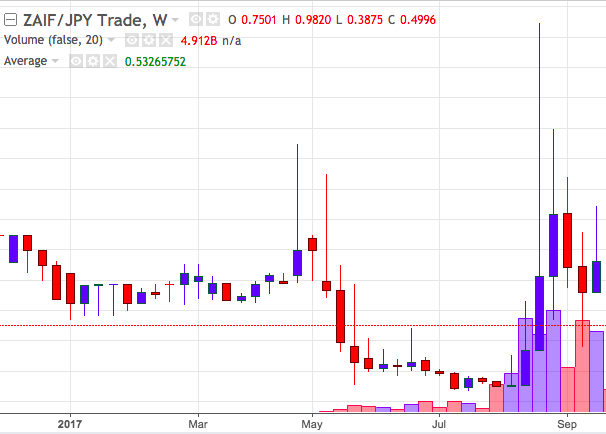 ZAIF/JPY Trade, W O 0.7501 H 0.9820 L 0.3875 C 0.4996
Volume (false, 20) 4.912B n/a
Average 0.53265752
2017 Mar May Jul Sep